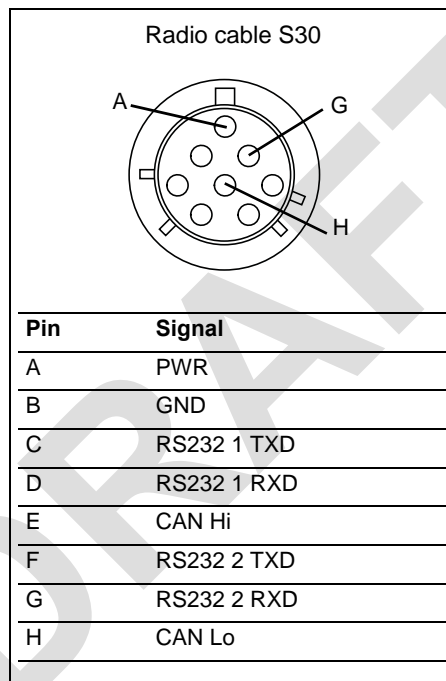 Radio cable S30
A
G
H
Pin Signal
A PWR
B GND
C RS232 1 TXD
D RS232 1 RXD
E CAN Hi
F RS232 2 TXD
G RS232 2 RXD
H CAN Lo
DRAFT